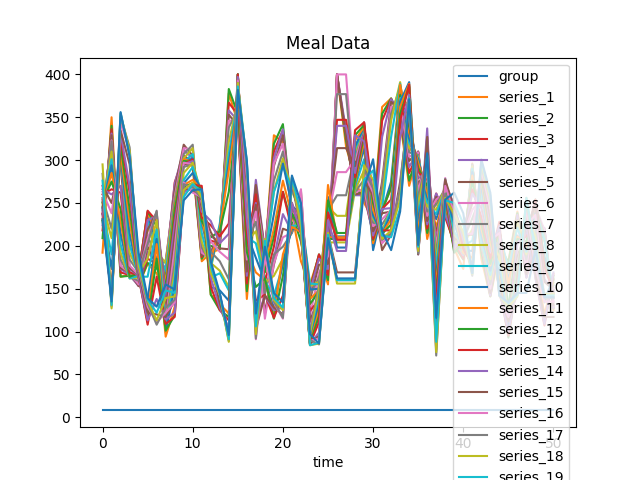 Meal Data
400
350
300
250
200
150
100
50
0
0
10
20
30
40
50
time
group
series_1
series_2
series_3
series_4
series_5
series_6
series_7
series_8
series_9
series_10
series_11
series_12
series_13
series_14
series_15
series_16
series_17
series_18
series_19